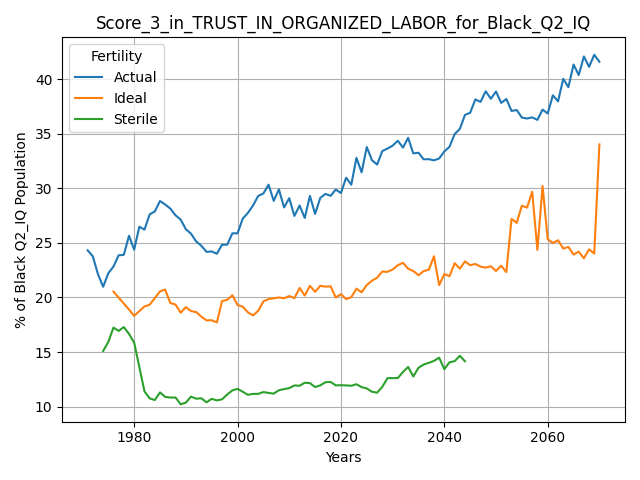 Score_3_in_TRUST_IN_ORGANIZED_LABOR_for_Black_Q2_IQ
Fertility
Actual
Ideal
Sterile
% of Black Q2_IQ Population
40
35
30
25
20
15
10
1980
2000
2020
2040
2060
Years